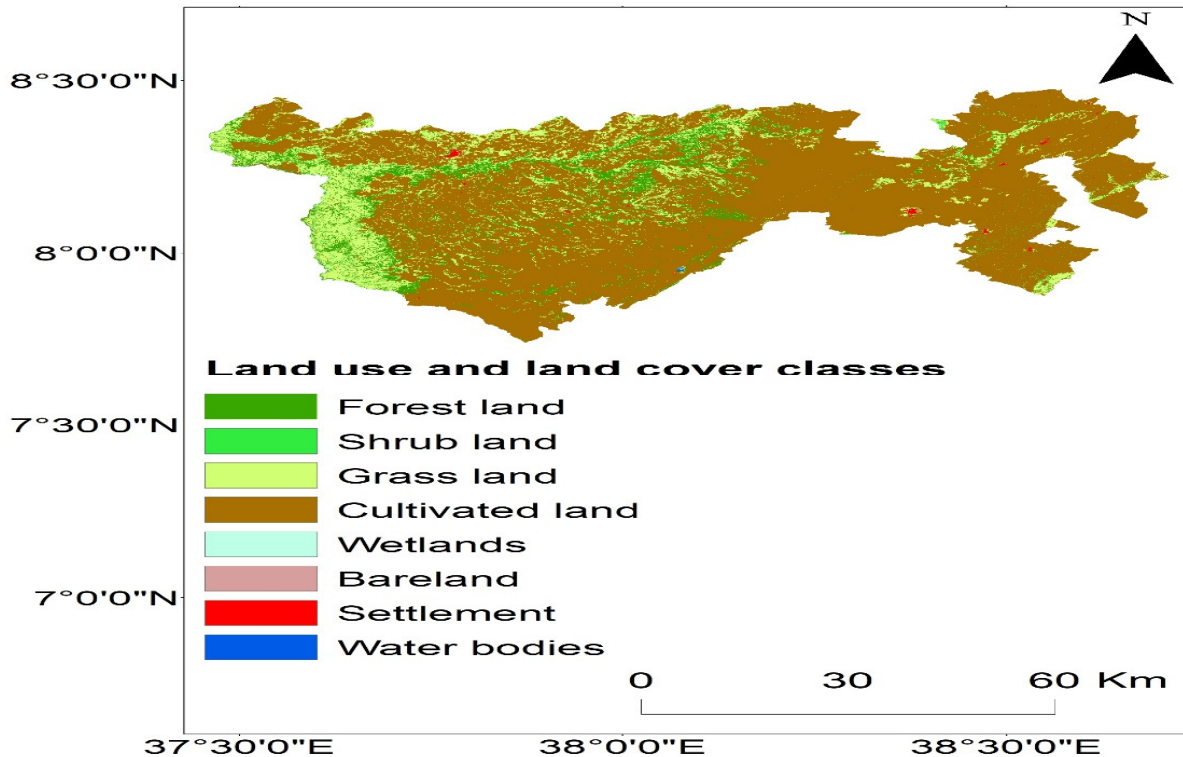 N
8°30'0"N
8°0'0"N
Land use and land cover classes
Forest land
7°30'0"N
Shrub land
Grass land
Cultivated land
Wetlands
Bareland
7°0'0"N
Settlement
Water bodies
0 30 60 Km
37°30'0"E 38°0'0"E 38°30'0"E